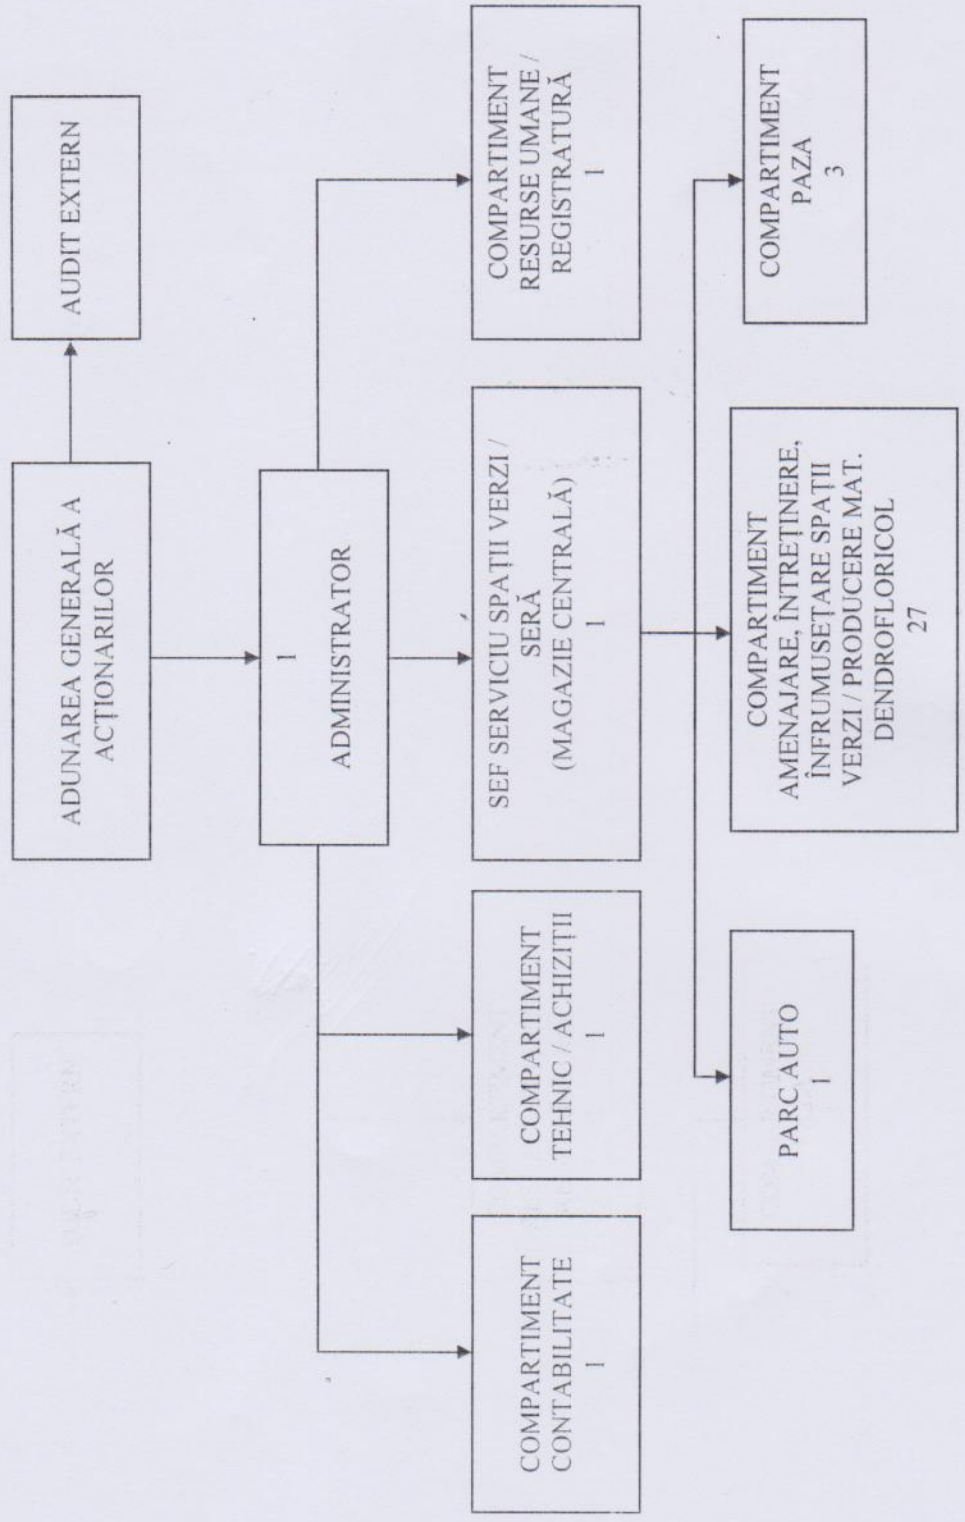 ADUNAREA GENERALĂ A
ACȚIONARILOR
AUDIT EXTERN
1
ADMINISTRATOR
COMPARTIMENT
CONTABILITATE
1
COMPARTIMENT
TEHNIC / ACHIZIȚII
1
SEF SERVICIU SPAȚII VERZI /
SERĂ
(MAGAZIE CENTRALĂ)
1
COMPARTIMENT
RESURSE UMANE /
REGISTRATURĂ
1
PARC AUTO
1
COMPARTIMENT
AMENAJARE, ÎNTREȚINERE,
ÎNFRUMUSEȚARE SPAȚII
VERZI / PRODUCERE MAT.
DENDROFLORICOL
27
COMPARTIMENT
PAZA
3